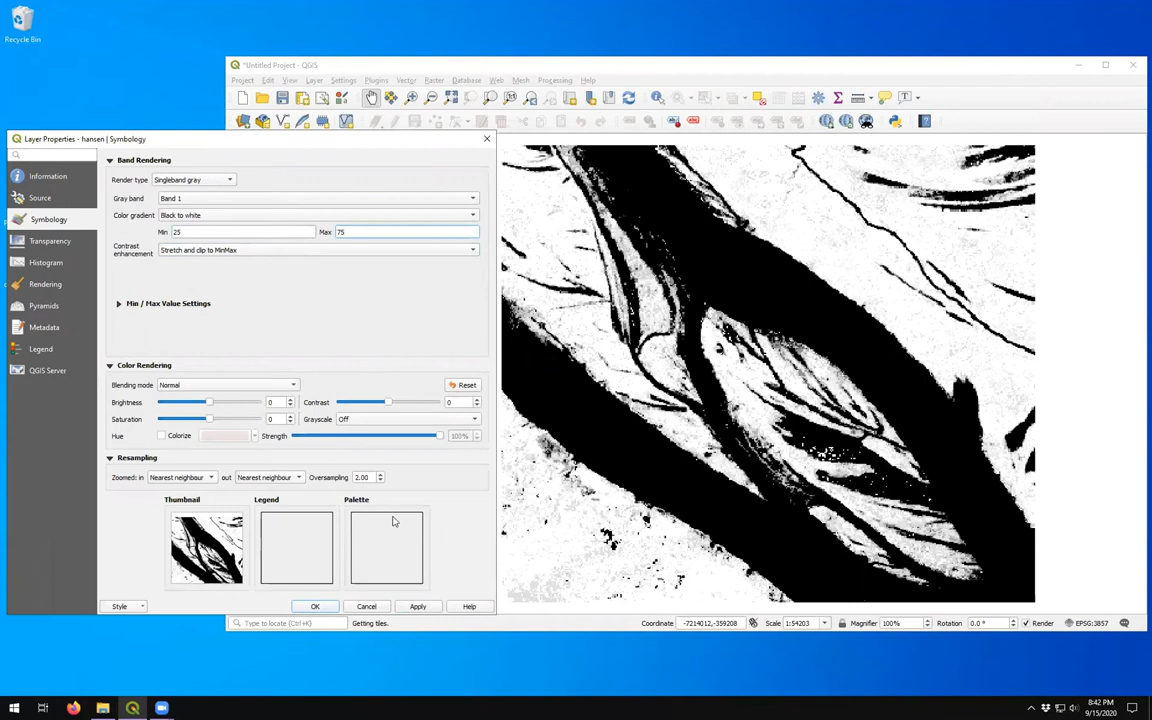 Recycle Bin
*Untitled Project - QGIS
Project Edit View Layer Settings Plugins Vector Raster Database Web Mesh Processing Help
Layer Properties - hansen | Symbology
Information
Source
Symbology
Transparency
Histogram
Rendering
Pyramids
Metadata
Legend
QGIS Server
Band Rendering
Render type Singleband gray
Gray band Band 1
Color gradient Black to white
Min 25 Max 75
Contrast
enhancement Stretch and clip to MinMax
Min / Max Value Settings
Color Rendering
Blending mode Normal Reset
Brightness 0 Contrast 0
Saturation 0 Grayscale Off
Hue Colorize Strength 100%
Resampling
Zoomed: in Nearest neighbour out Nearest neighbour Oversampling 2.00
Thumbnail Legend Palette
Style OK Cancel Apply Help
Type to locate (Ctrl+K) Getting tiles. Coordinate -7214012,-359208 Scale 1:54203 Magnifier 100% Rotation 0.0 ° Render EPSG:3857
8:42 PM
9/15/2020